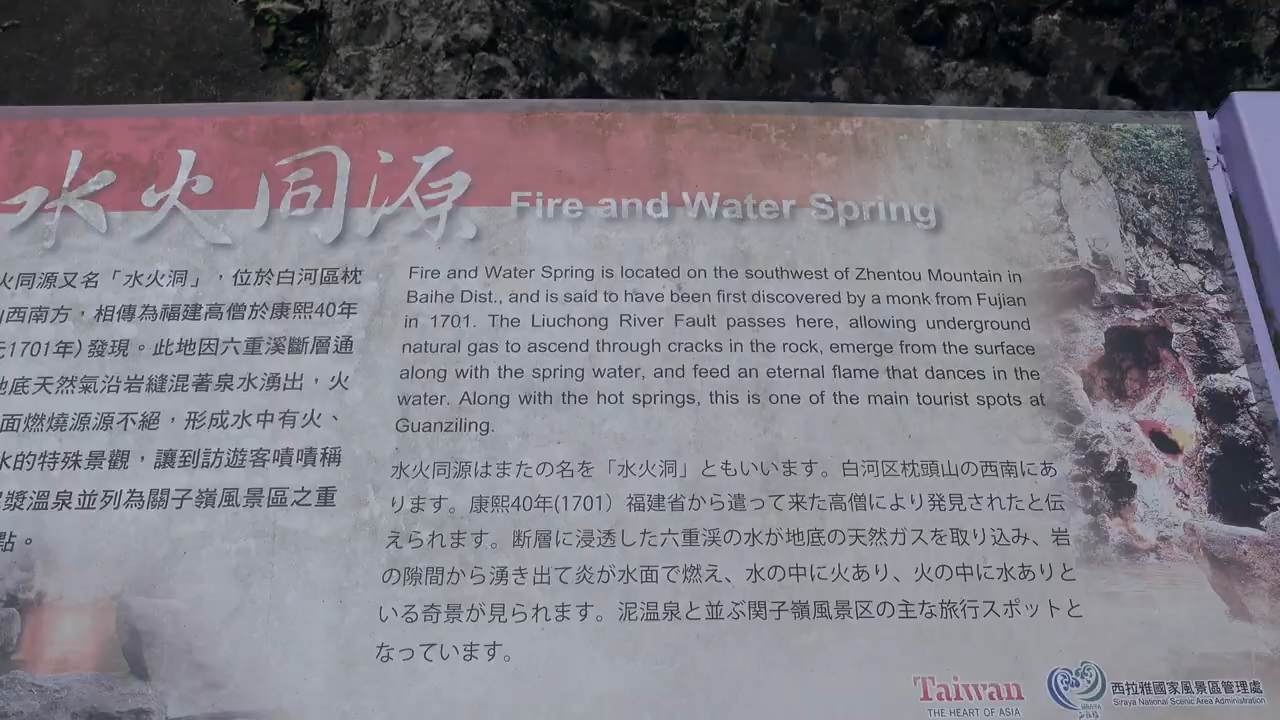 水火同源 Fire and Water Spring
火同源又名「水火洞」，位於白河區枕
山西南方，相傳為福建高僧於康熙40年
元1701年）發現。此地因六重溪斷層通
地底天然氣沿岩縫混著泉水湧出，火
面燃燒源源不絕，形成水中有火、
水的特殊景觀，讓到訪遊客嘖嘖稱
漿溫泉並列為關子嶺風景區之重
點。
Fire and Water Spring is located on the southwest of Zhentou Mountain in
Baihe Dist., and is said to have been first discovered by a monk from Fujian
in 1701. The Liuchong River Fault passes here, allowing underground
natural gas to ascend through cracks in the rock, emerge from the surface
along with the spring water, and feed an eternal flame that dances in the
water. Along with the hot springs, this is one of the main tourist spots at
Guanziling.
水火同源はまたの名を「水火洞」ともいいます。白河区枕頭山の西南にあ
ります。康熙40年(1701）福建省から遣って来た高僧により発見されたと伝
えられます。断層に浸透した六重渓の水が地底の天然ガスを取り込み、岩
の隙間から湧き出て炎が水面で燃え、水の中に火あり、火の中に水ありと
いる奇景が見られます。泥温泉と並ぶ関子嶺風景区の主な旅行スポットと
なっています。
Taiwan
THE HEART OF ASIA
西拉雅國家風景區管理處
Siraya National Scenic Area Administration